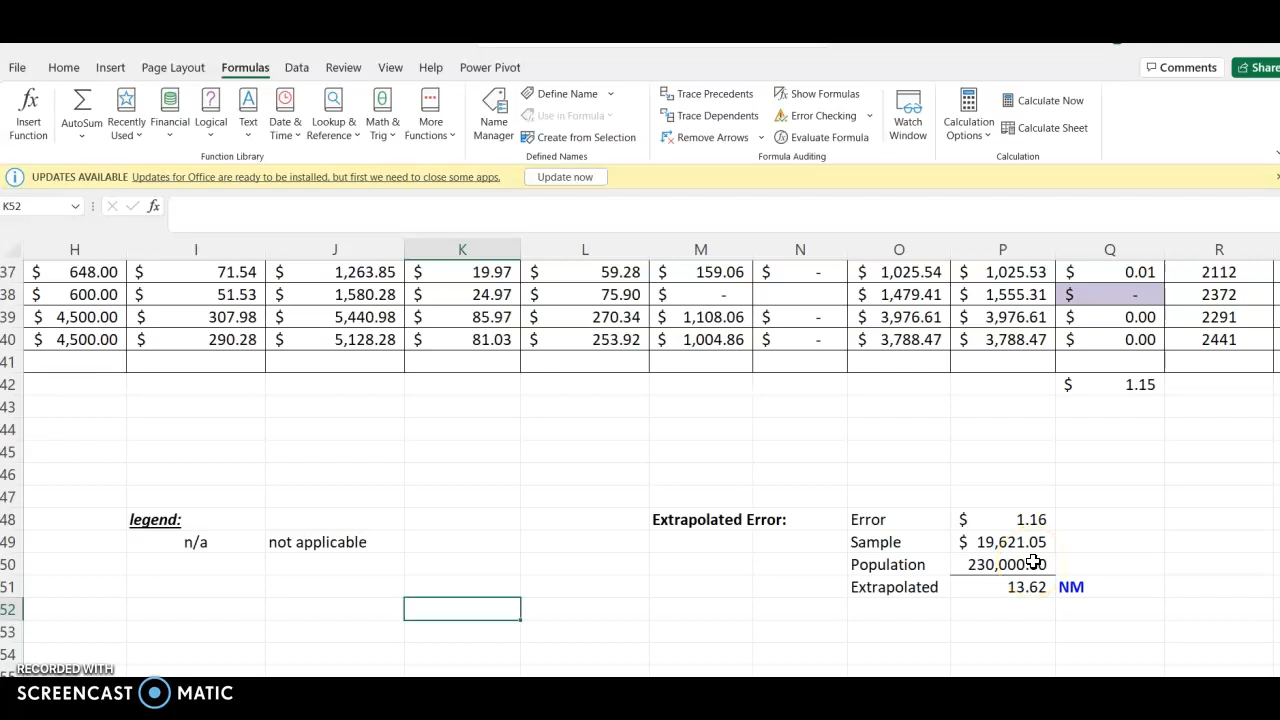 Comments Share
File Home Insert Page Layout Formulas Data Review View Help Power Pivot
Insert Function
AutoSum
Recently Used
Financial
Logical
Text
Date & Time
Lookup & Reference
Math & Trig
More Functions
Function Library
Name Manager
Define Name
Use in Formula
Create from Selection
Defined Names
Trace Precedents
Trace Dependents
Remove Arrows
Show Formulas
Error Checking
Evaluate Formula
Formula Auditing
Watch Window
Calculation Options
Calculate Now
Calculate Sheet
Calculation
UPDATES AVAILABLE Updates for Office are ready to be installed, but first we need to close some apps. Update now
K52 fx
H I J K L M N O P Q R
37 $ 648.00 $ 71.54 $ 1,263.85 $ 19.97 $ 59.28 $ 159.06 $ - $ 1,025.54 $ 1,025.53 $ 0.01 2112
38 $ 600.00 $ 51.53 $ 1,580.28 $ 24.97 $ 75.90 $ - $ 1,479.41 $ 1,555.31 $ - 2372
39 $ 4,500.00 $ 307.98 $ 5,440.98 $ 85.97 $ 270.34 $ 1,108.06 $ - $ 3,976.61 $ 3,976.61 $ 0.00 2291
40 $ 4,500.00 $ 290.28 $ 5,128.28 $ 81.03 $ 253.92 $ 1,004.86 $ - $ 3,788.47 $ 3,788.47 $ 0.00 2441
41
42 $ 1.15
43
44
45
46
47
48 legend: Extrapolated Error: Error $ 1.16
49 n/a not applicable Sample $ 19,621.05
50 Population 230,000.00
51 Extrapolated 13.62 NM
52
53
54
RECORDED WITH
SCREENCAST MATIC